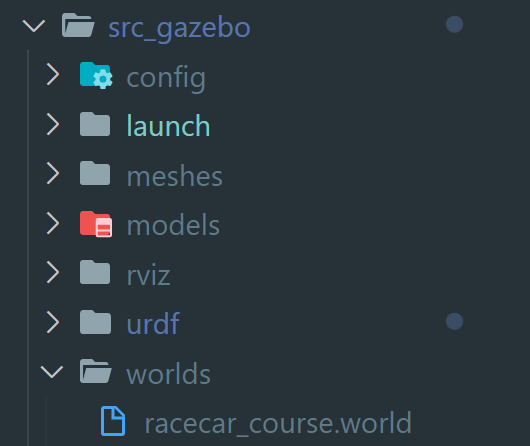 src_gazebo
config
launch
meshes
models
rviz
urdf
worlds
racecar_course.world